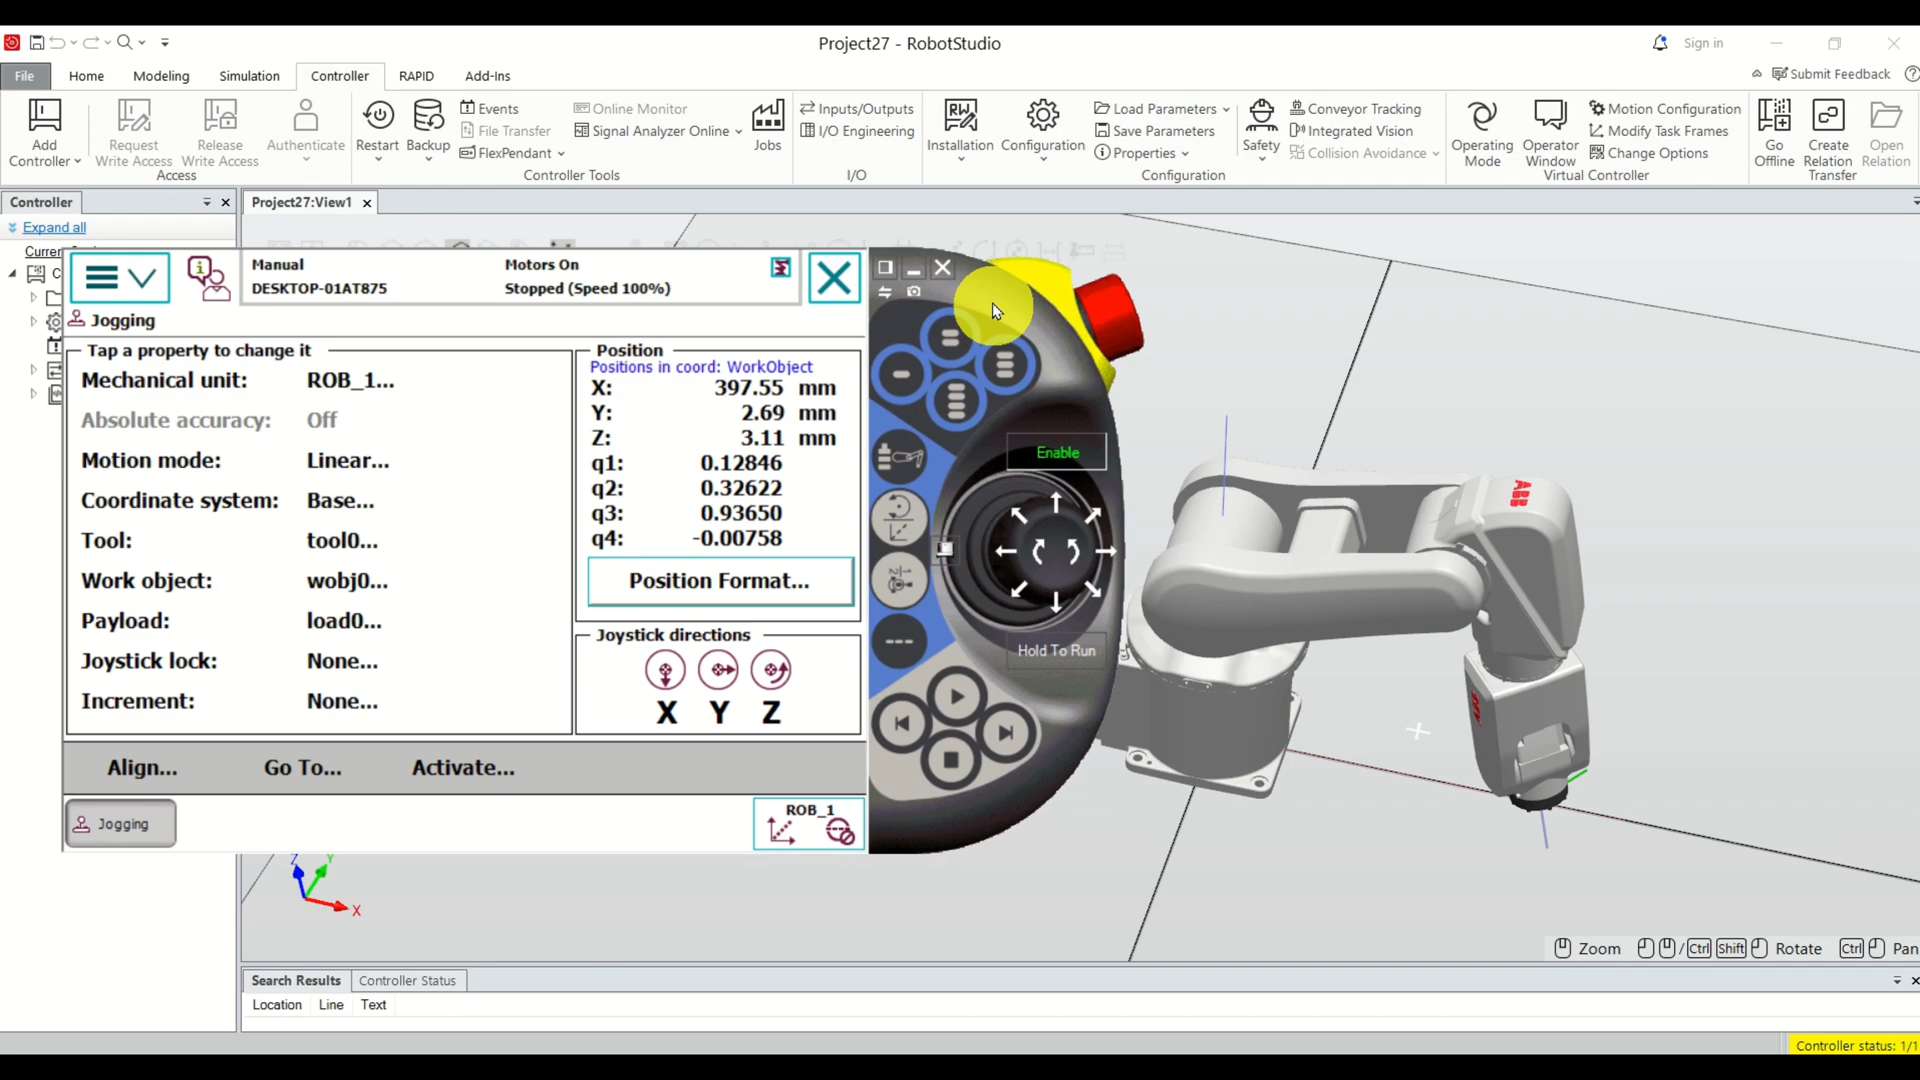 Project27 - RobotStudio
Sign in
File
Home
Modeling
Simulation
Controller
RAPID
Add-Ins
Submit Feedback
Add
Controller
Request
Write Access
Release
Write Access
Authenticate
Access
Restart
Backup
Events
File Transfer
FlexPendant
Online Monitor
Signal Analyzer Online
Jobs
Controller Tools
Inputs/Outputs
I/O Engineering
I/O
Installation
Configuration
Load Parameters
Save Parameters
Properties
Safety
Conveyor Tracking
Integrated Vision
Collision Avoidance
Configuration
Operating
Mode
Operator
Window
Motion Configuration
Modify Task Frames
Change Options
Virtual Controller
Go
Offline
Create
Relation
Open
Relation
Transfer
Controller
Project27:View1
Expand all
Manual
DESKTOP-01AT875
Motors On
Stopped (Speed 100%)
Jogging
Tap a property to change it
Mechanical unit: ROB_1...
Absolute accuracy: Off
Motion mode: Linear...
Coordinate system: Base...
Tool: tool0...
Work object: wobj0...
Payload: load0...
Joystick lock: None...
Increment: None...
Position
Positions in coord: WorkObject
X: 397.55 mm
Y: 2.69 mm
Z: 3.11 mm
q1: 0.12846
q2: 0.32622
q3: 0.93650
q4: -0.00758
Position Format...
Joystick directions
X Y Z
Align... Go To... Activate...
Jogging
ROB_1
Enable
Hold To Run
ABB
Z
Y
X
Zoom
Ctrl Shift Rotate
Ctrl Pan
Search Results
Controller Status
Location Line Text
Controller status: 1/1